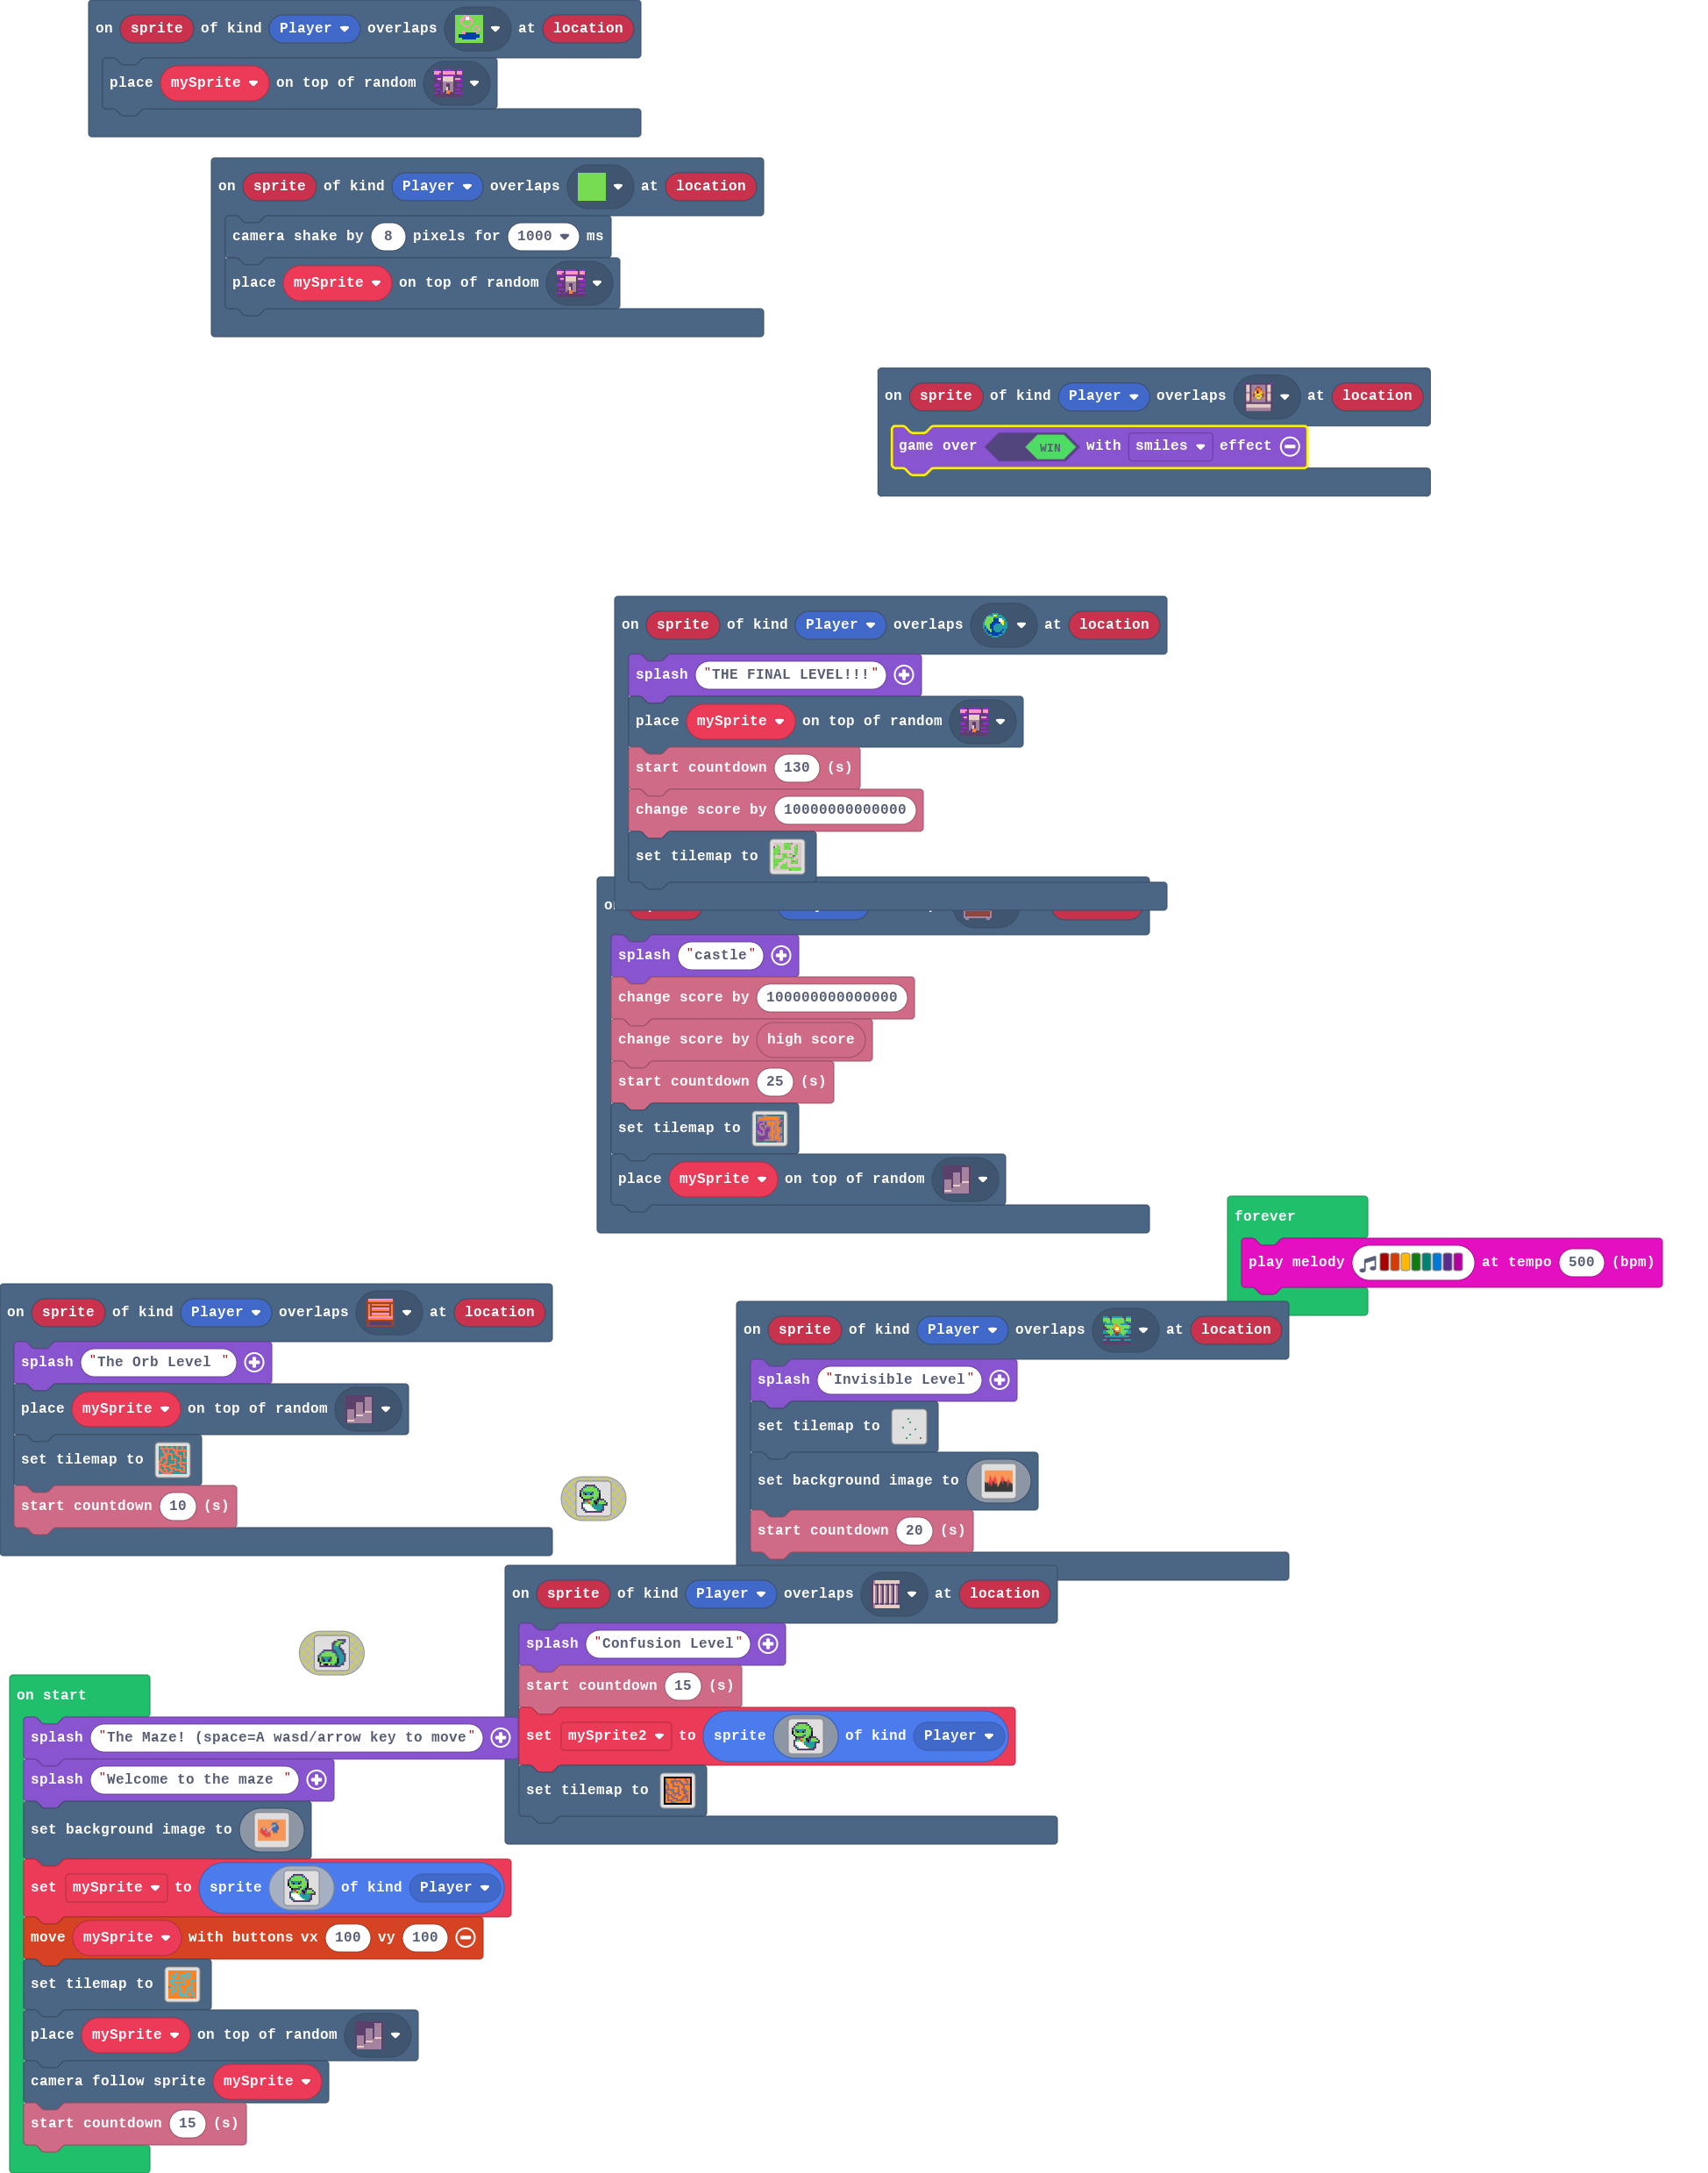 on sprite of kind Player overlaps at location
place mySprite on top of random
on sprite of kind Player overlaps at location
camera shake by 8 pixels for 1000 ms
place mySprite on top of random
on sprite of kind Player overlaps at location
game over WIN with smiles effect
on sprite of kind Player overlaps at location
splash "THE FINAL LEVEL!!!"
place mySprite on top of random
start countdown 130 (s)
change score by 10000000000000
set tilemap to
splash "castle"
change score by 100000000000000
change score by high score
start countdown 25 (s)
set tilemap to
place mySprite on top of random
forever
play melody at tempo 500 (bpm)
on sprite of kind Player overlaps at location
splash "The Orb Level "
place mySprite on top of random
set tilemap to
start countdown 10 (s)
on sprite of kind Player overlaps at location
splash "Invisible Level"
set tilemap to
set background image to
start countdown 20 (s)
on sprite of kind Player overlaps at location
splash "Confusion Level"
start countdown 15 (s)
set mySprite2 to sprite of kind Player
set tilemap to
on start
splash "The Maze! (space=A wasd/arrow key to move"
splash "Welcome to the maze "
set background image to
set mySprite to sprite of kind Player
move mySprite with buttons vx 100 vy 100
set tilemap to
place mySprite on top of random
camera follow sprite mySprite
start countdown 15 (s)